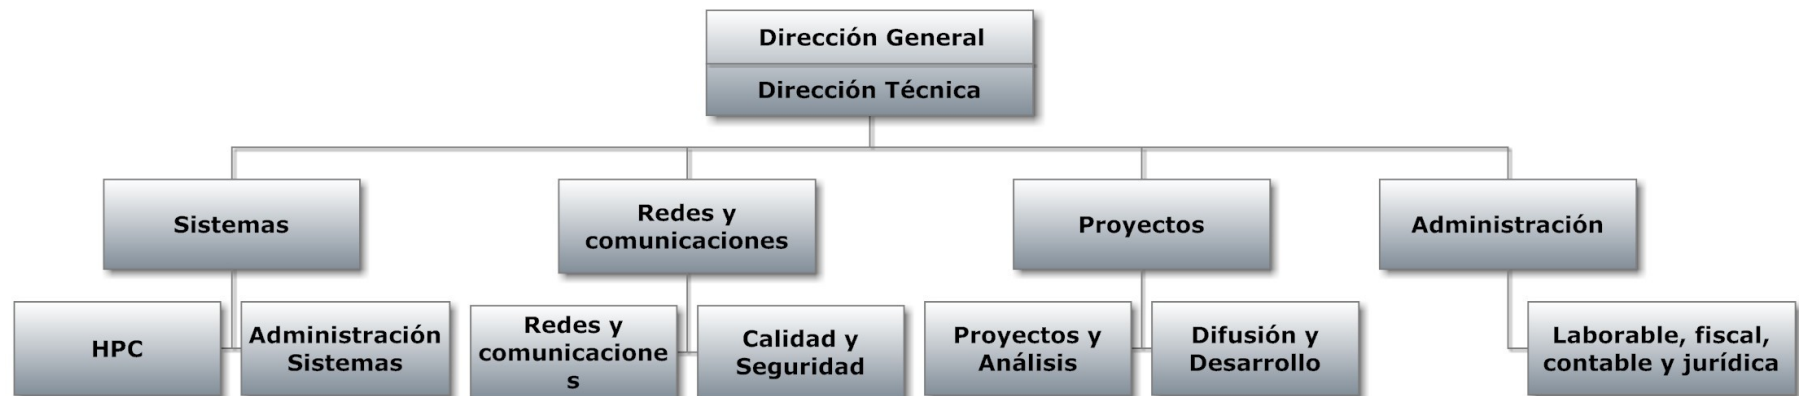 Dirección General
Dirección Técnica
Sistemas
Redes y
comunicaciones
Proyectos
Administración
HPC
Administración
Sistemas
Redes y
comunicacione
s
Calidad y
Seguridad
Proyectos y
Análisis
Difusión y
Desarrollo
Laborable, fiscal,
contable y jurídica